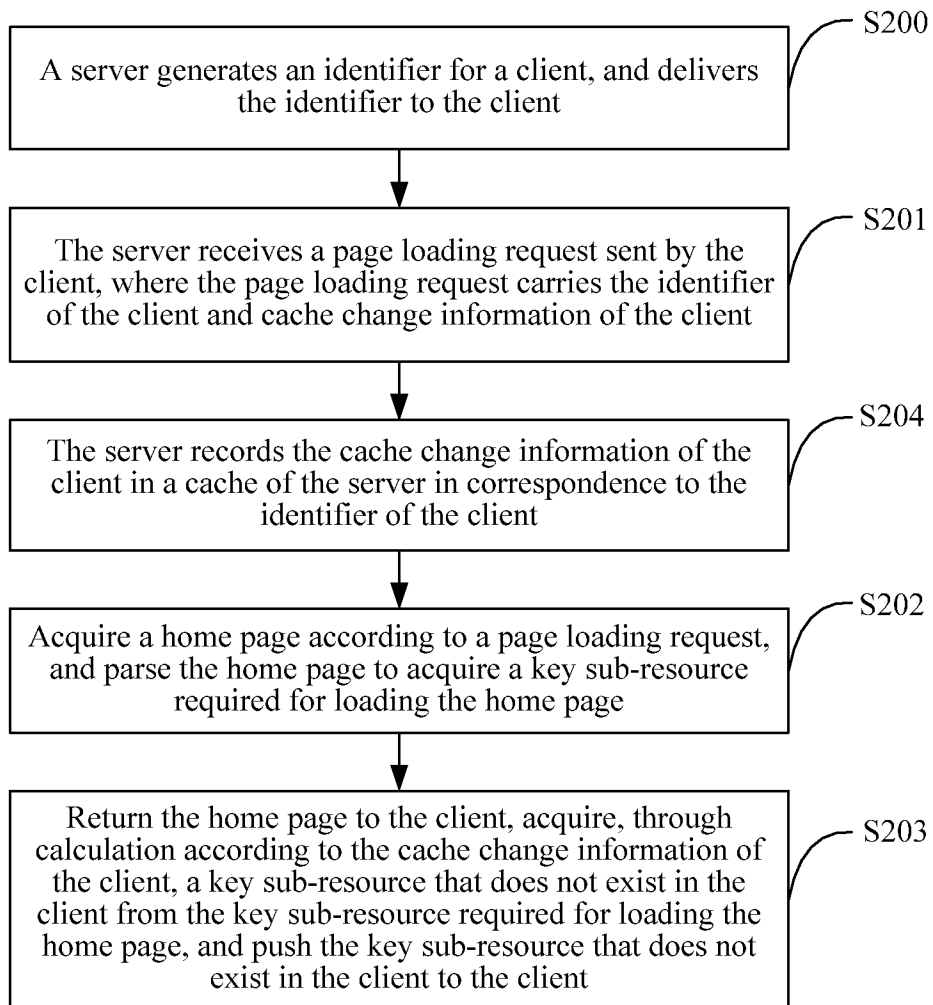 S200
A server generates an identifier for a client, and delivers
the identifier to the client
S201
The server receives a page loading request sent by the
client, where the page loading request carries the identifier
of the client and cache change information of the client
S204
The server records the cache change information of the
client in a cache of the server in correspondence to the
identifier of the client
S202
Acquire a home page according to a page loading request,
and parse the home page to acquire a key sub-resource
required for loading the home page
S203
Return the home page to the client, acquire, through
calculation according to the cache change information of
the client, a key sub-resource that does not exist in the
client from the key sub-resource required for loading the
home page, and push the key sub-resource that does not
exist in the client to the client